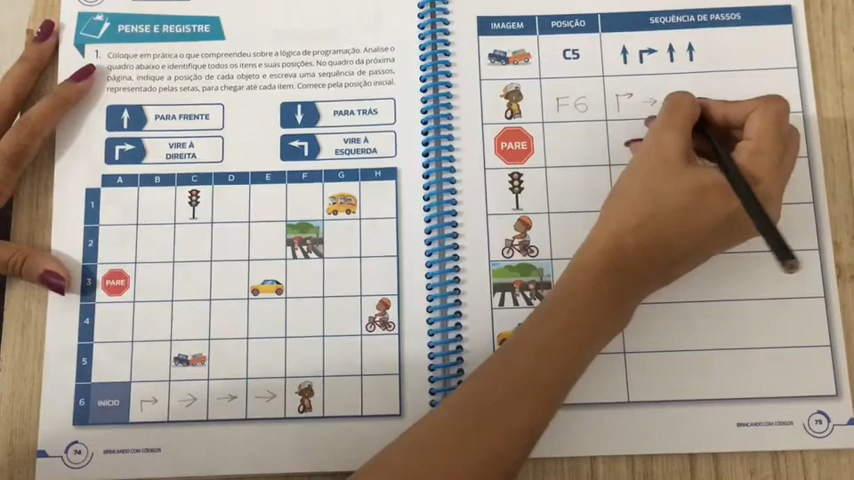 PENSE E REGISTRE
1. Coloque em prática o que compreendeu sobre a lógica de programação. Analise o
quadro abaixo e identifique todos os itens e suas posições. No quadro da próxima
página, indique a posição de cada objeto e escreva uma sequência de passos,
representado pelas setas, para chegar até cada item. Comece pela posição inicial.
PARA FRENTE
PARA TRÁS
VIRE À
DIREITA
VIRE À
ESQUERDA
A B C D E F G H
1
2
3 PARE
4
5
6 INÍCIO
74 BRINCANDO COM CÓDIGOS
IMAGEM POSIÇÃO SEQUÊNCIA DE PASSOS
C5
F6
PARE
BRINCANDO COM CÓDIGOS 75